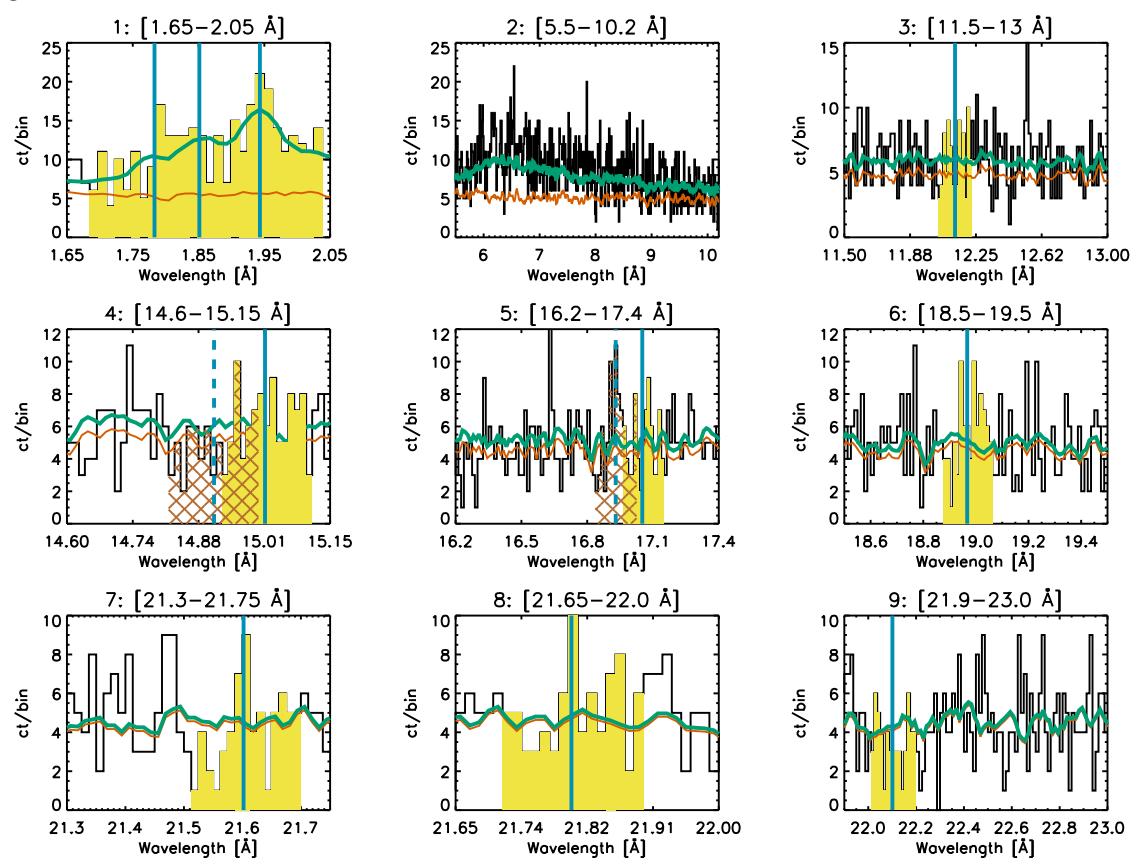 1: [1.65−2.05 Å]
25
20
15
10
5
0
ct/bin
1.65 1.75 1.85 1.95 2.05
Wavelength [Å]
2: [5.5−10.2 Å]
25
20
15
10
5
0
ct/bin
6 7 8 9 10
Wavelength [Å]
3: [11.5−13 Å]
15
10
5
0
ct/bin
11.50 11.88 12.25 12.62 13.00
Wavelength [Å]
4: [14.6−15.15 Å]
12
10
8
6
4
2
0
ct/bin
14.60 14.74 14.88 15.01 15.15
Wavelength [Å]
5: [16.2−17.4 Å]
12
10
8
6
4
2
0
ct/bin
16.2 16.5 16.8 17.1 17.4
Wavelength [Å]
6: [18.5−19.5 Å]
12
10
8
6
4
2
0
ct/bin
18.6 18.8 19.0 19.2 19.4
Wavelength [Å]
7: [21.3−21.75 Å]
10
8
6
4
2
0
ct/bin
21.3 21.4 21.5 21.6 21.7
Wavelength [Å]
8: [21.65−22.0 Å]
10
8
6
4
2
0
ct/bin
21.65 21.74 21.82 21.91 22.00
Wavelength [Å]
9: [21.9−23.0 Å]
10
8
6
4
2
0
ct/bin
22.0 22.2 22.4 22.6 22.8 23.0
Wavelength [Å]